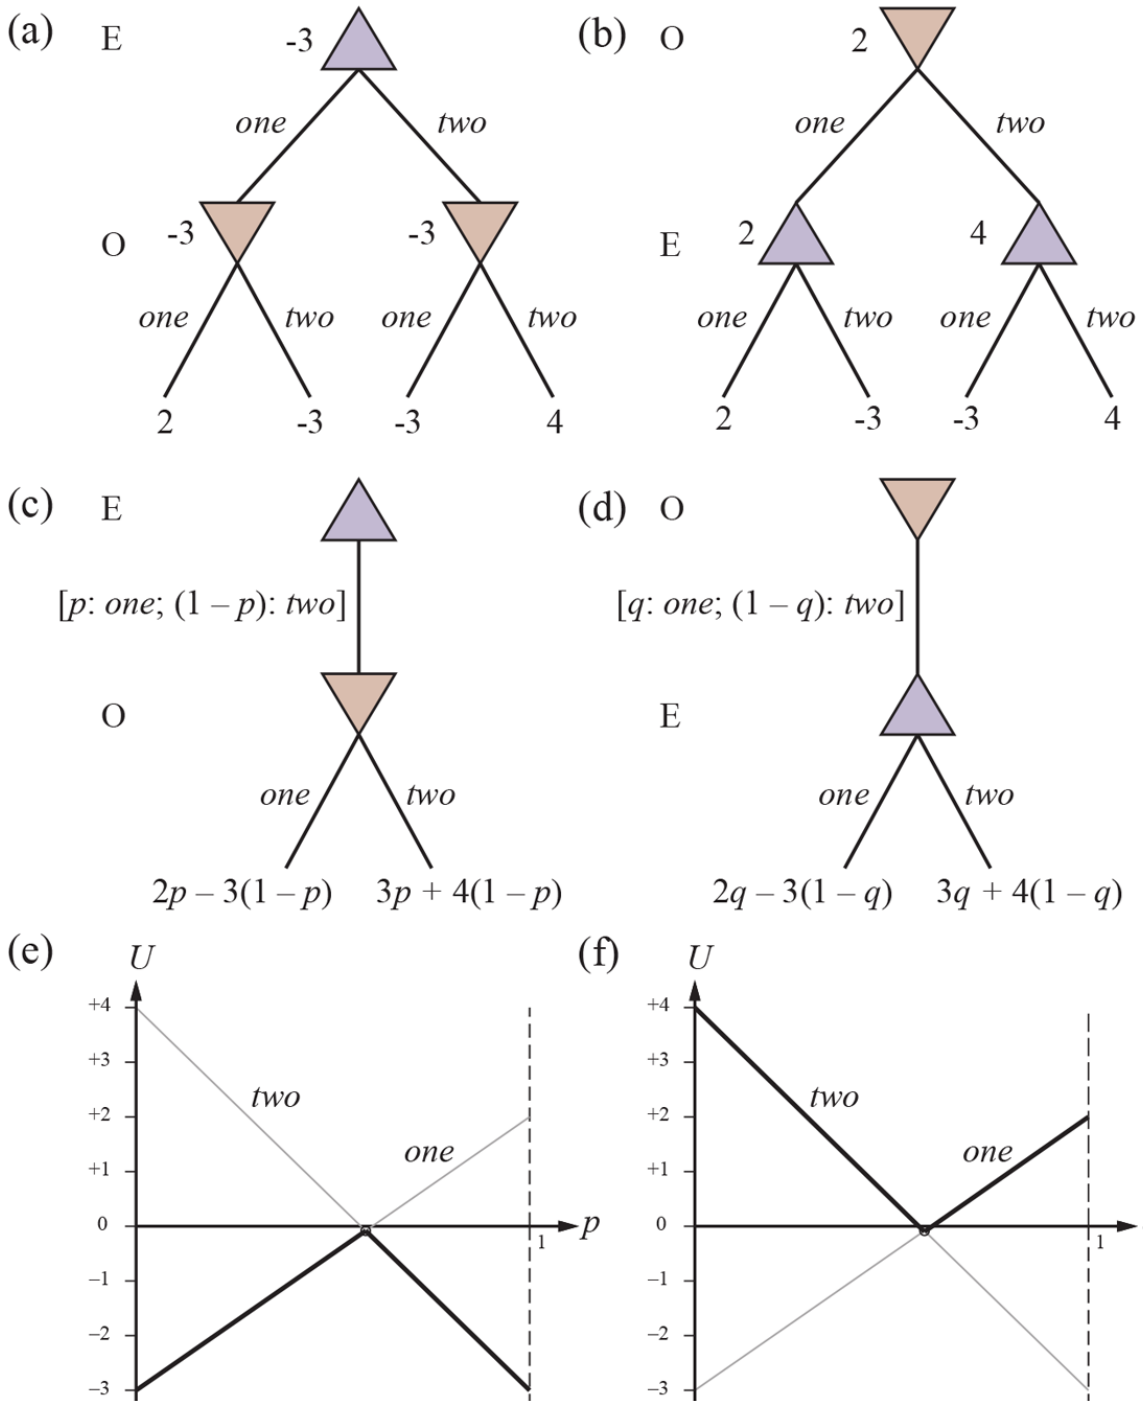 (a) E -3 (b) O 2
one two one two
O -3 -3 E 2 4
one two one two one two one two
2 -3 -3 4 2 -3 -3 4
(c) E (d) O
[p: one; (1 – p): two] [q: one; (1 – q): two]
O E
one two one two
2p – 3(1 – p) 3p + 4(1 – p) 2q – 3(1 – q) 3q + 4(1 – q)
(e) U (f) U
+4 +4
+3 +3
two two
+2 +2
one one
+1 +1
0 p 0
1 1
–1 –1
–2 –2
–3 –3